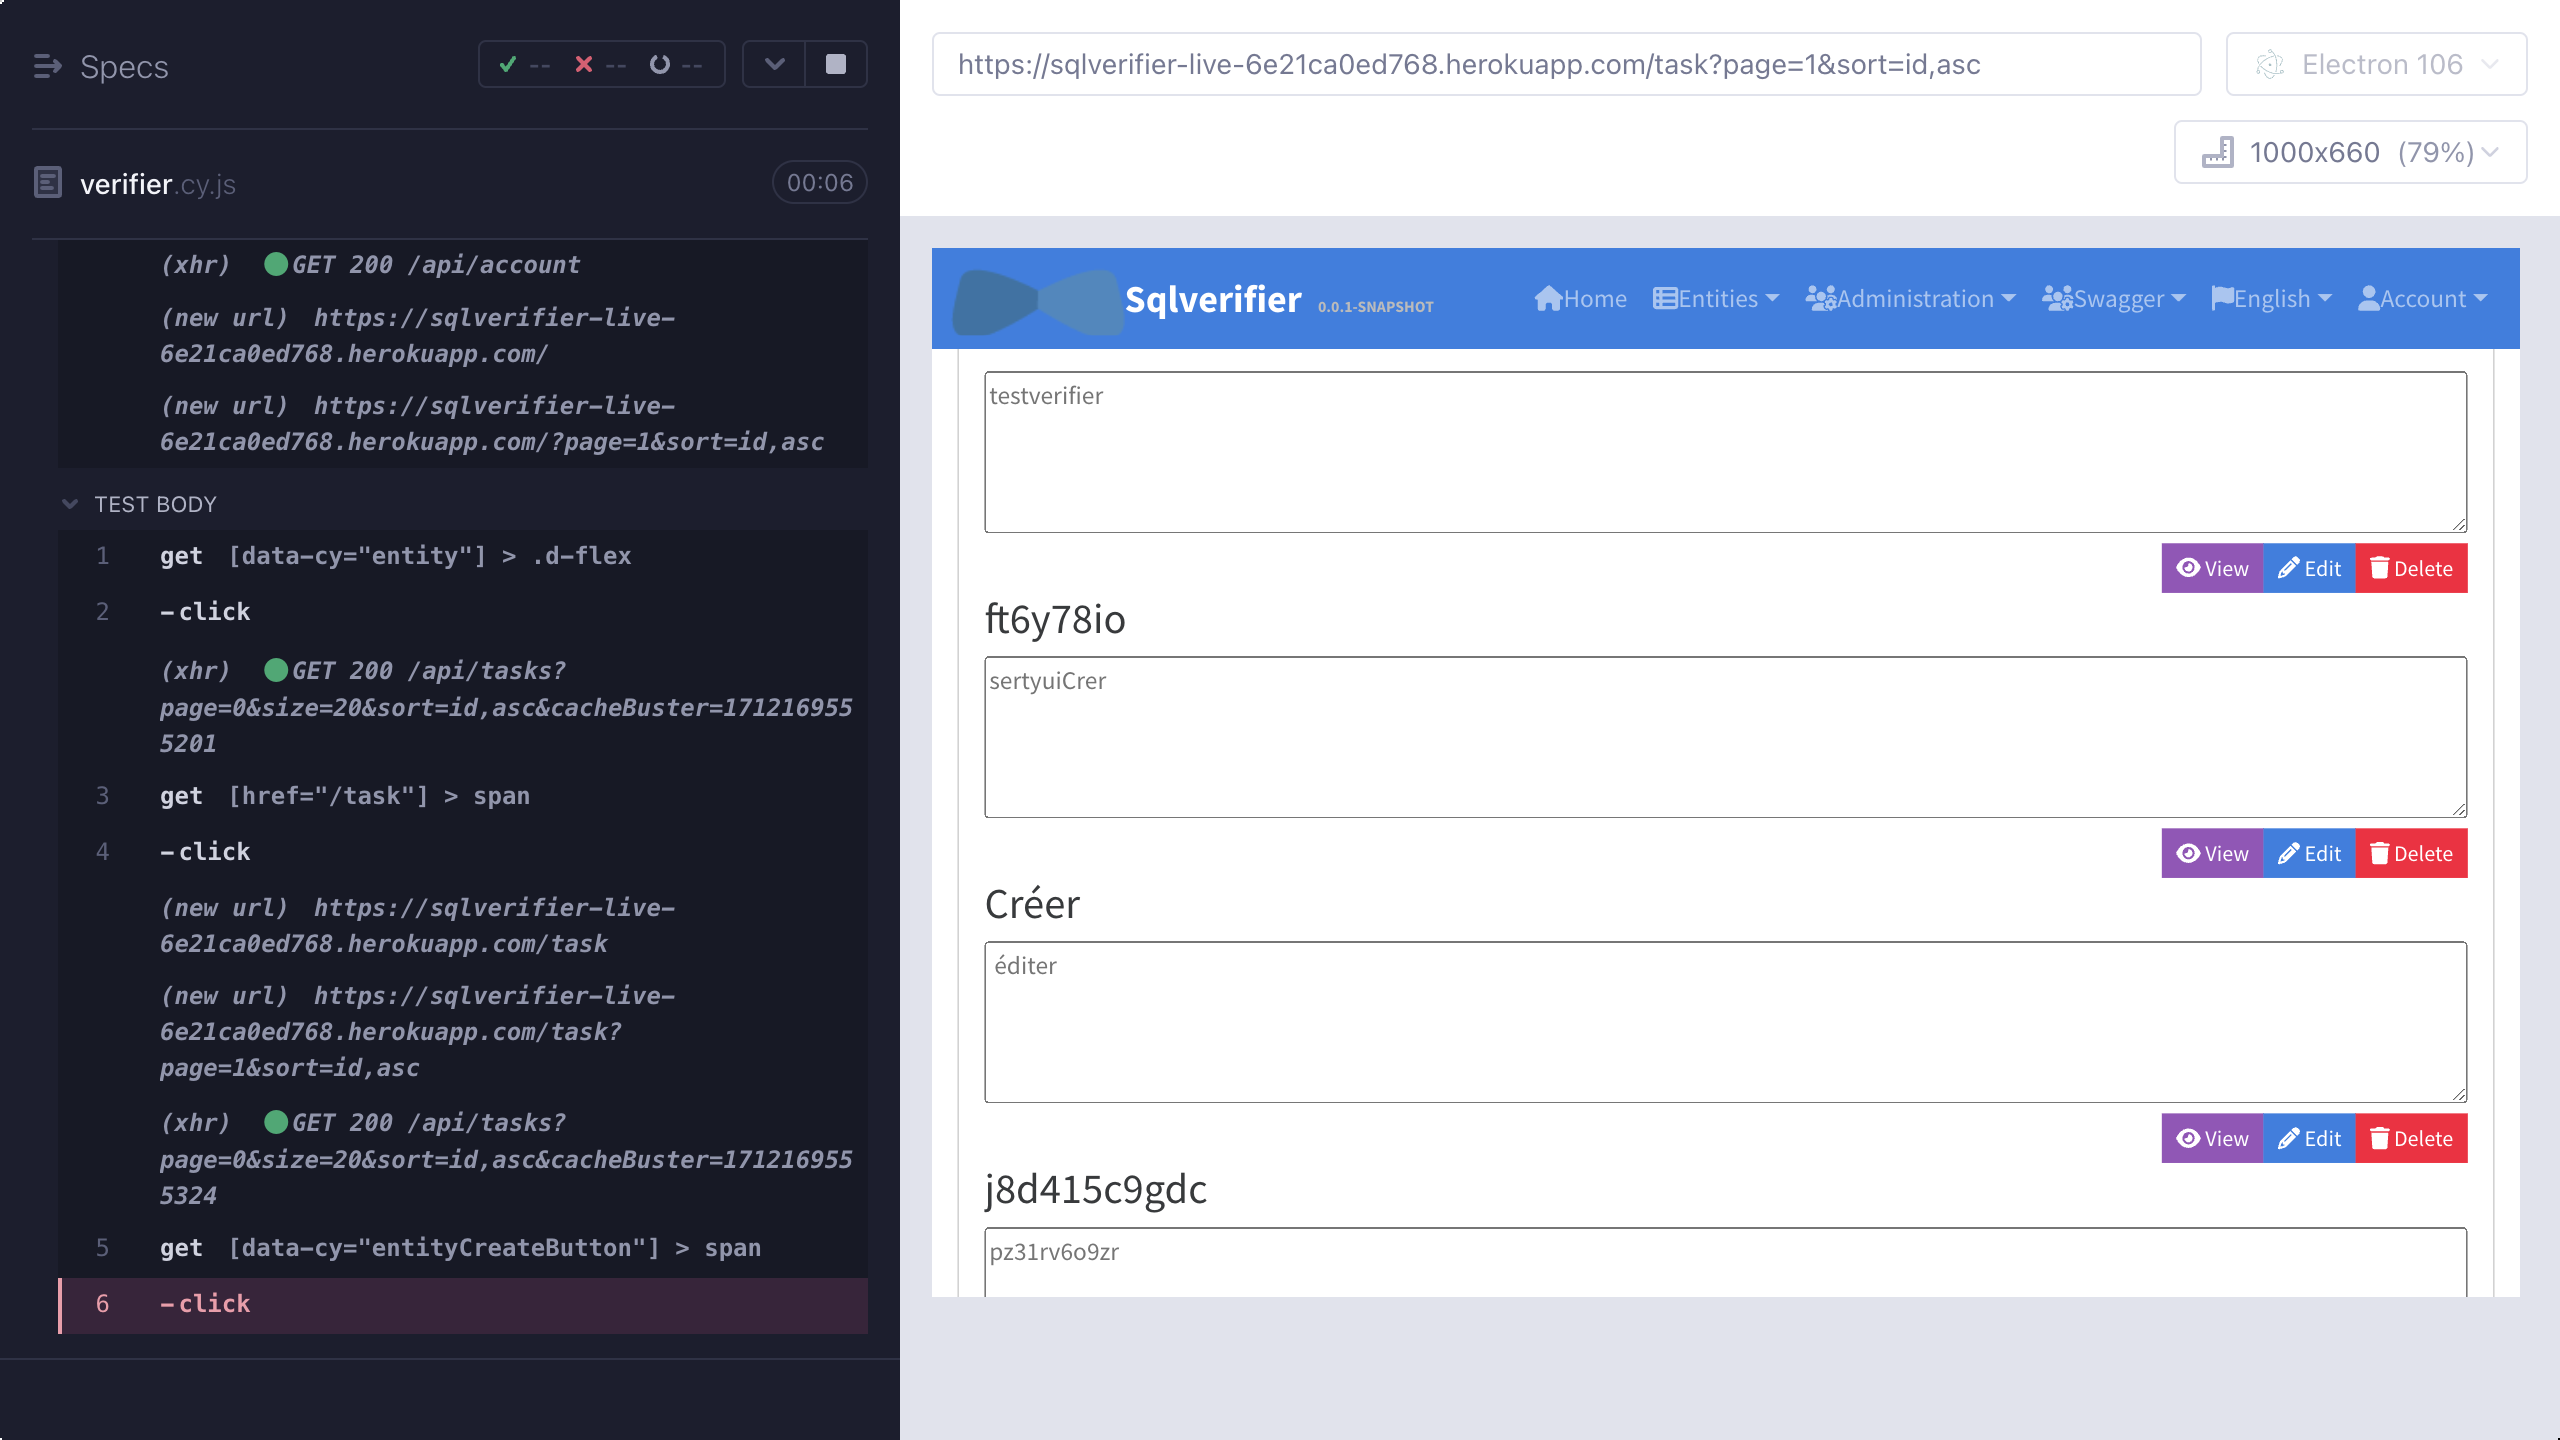 Specs
-- -- --
verifier.cy.js
00:06
(xhr) GET 200 /api/account
(new url) https://sqlverifier-live-
6e21ca0ed768.herokuapp.com/
(new url) https://sqlverifier-live-
6e21ca0ed768.herokuapp.com/?page=1&sort=id,asc
TEST BODY
1 get [data-cy="entity"] > .d-flex
2 -click
(xhr) GET 200 /api/tasks?
page=0&size=20&sort=id,asc&cacheBuster=171216955
5201
3 get [href="/task"] > span
4 -click
(new url) https://sqlverifier-live-
6e21ca0ed768.herokuapp.com/task
(new url) https://sqlverifier-live-
6e21ca0ed768.herokuapp.com/task?
page=1&sort=id,asc
(xhr) GET 200 /api/tasks?
page=0&size=20&sort=id,asc&cacheBuster=171216955
5324
5 get [data-cy="entityCreateButton"] > span
6 -click
https://sqlverifier-live-6e21ca0ed768.herokuapp.com/task?page=1&sort=id,asc
Electron 106
1000x660 (79%)
Sqlverifier 0.0.1-SNAPSHOT Home Entities Administration Swagger English Account
testverifier
View Edit Delete
ft6y78io
sertyuiCrer
View Edit Delete
Créer
éditer
View Edit Delete
j8d415c9gdc
pz31rv6o9zr